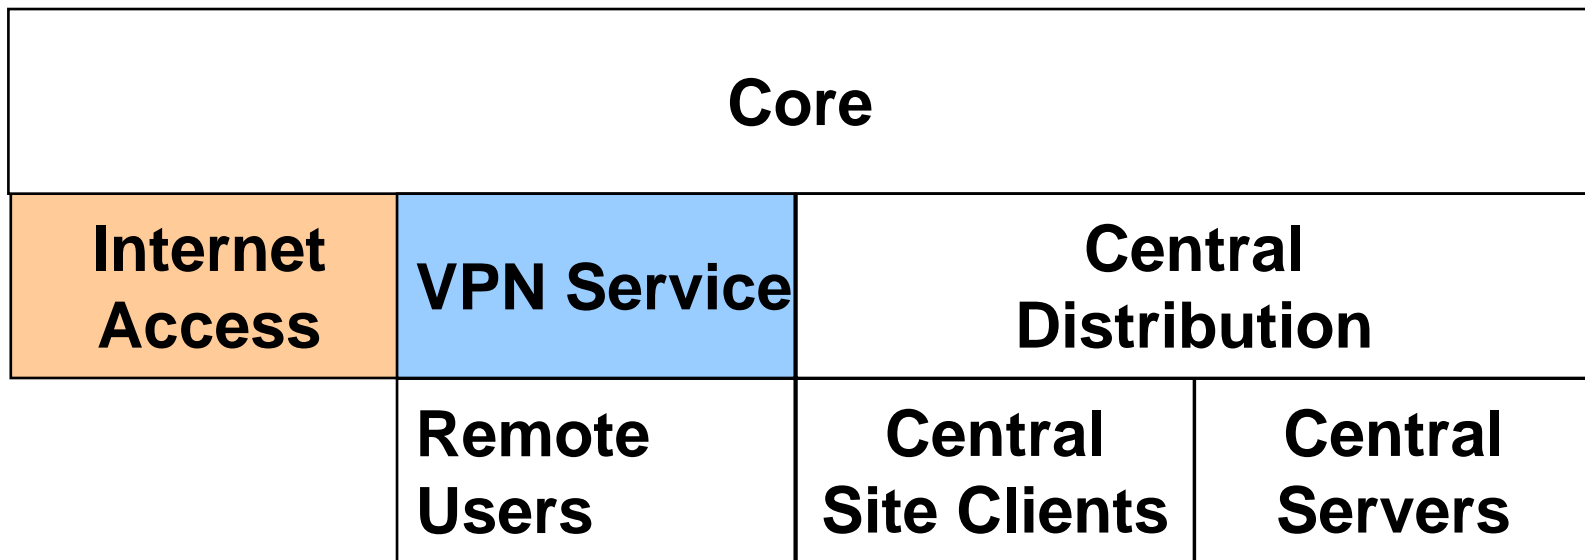 Core
Internet
Access
VPN Service
Central
Distribution
Remote
Users
Central
Site Clients
Central
Servers